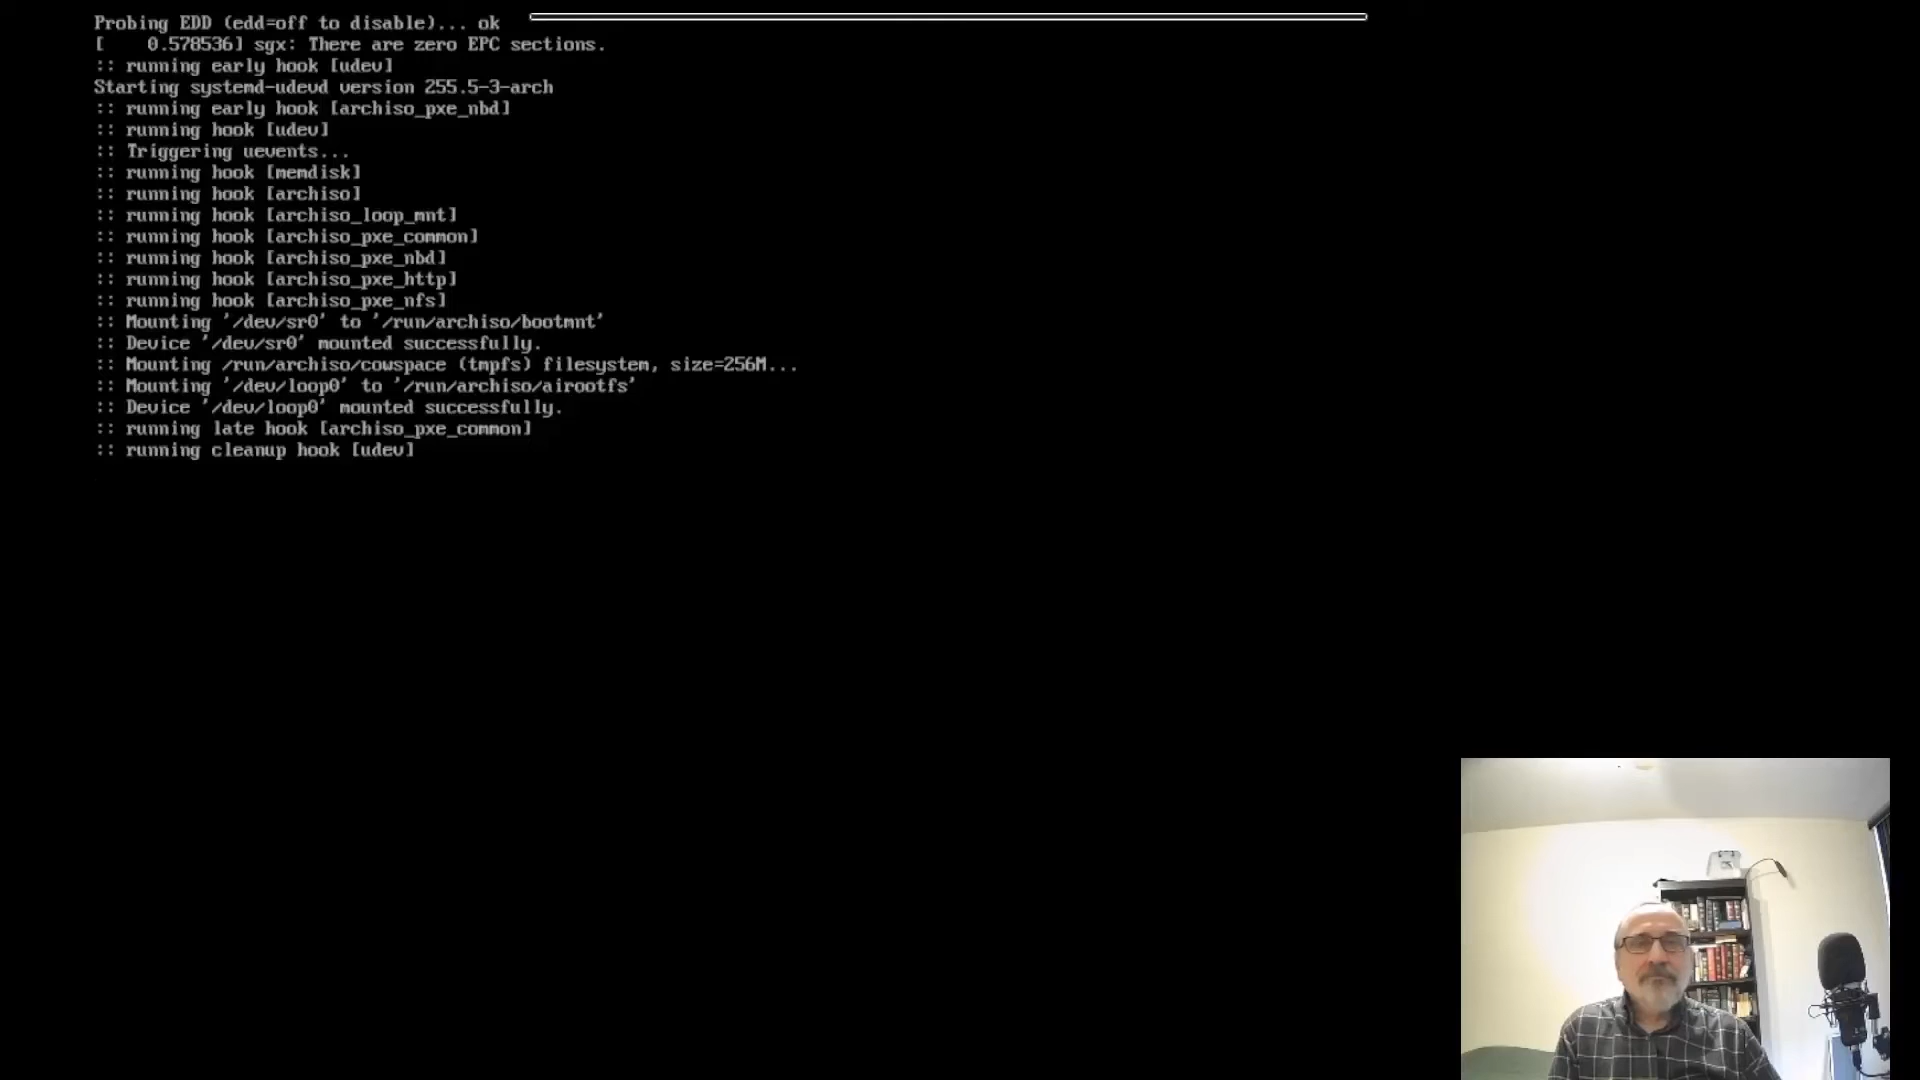 Probing EDD (edd=off to disable)... ok
[    0.578536] sgx: There are zero EPC sections.
:: running early hook [udev]
Starting systemd-udevd version 255.5-3-arch
:: running early hook [archiso_pxe_nbd]
:: running hook [udev]
:: Triggering uevents...
:: running hook [memdisk]
:: running hook [archiso]
:: running hook [archiso_loop_mnt]
:: running hook [archiso_pxe_common]
:: running hook [archiso_pxe_nbd]
:: running hook [archiso_pxe_http]
:: running hook [archiso_pxe_nfs]
:: Mounting '/dev/sr0' to '/run/archiso/bootmnt'
:: Device '/dev/sr0' mounted successfully.
:: Mounting /run/archiso/cowspace (tmpfs) filesystem, size=256M...
:: Mounting '/dev/loop0' to '/run/archiso/airootfs'
:: Device '/dev/loop0' mounted successfully.
:: running late hook [archiso_pxe_common]
:: running cleanup hook [udev]